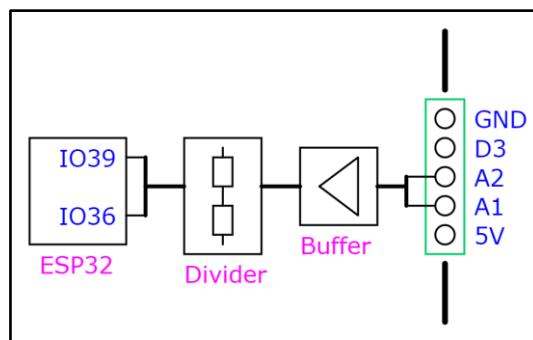 IO39
IO36
ESP32
Divider
Buffer
GND
D3
A2
A1
5V